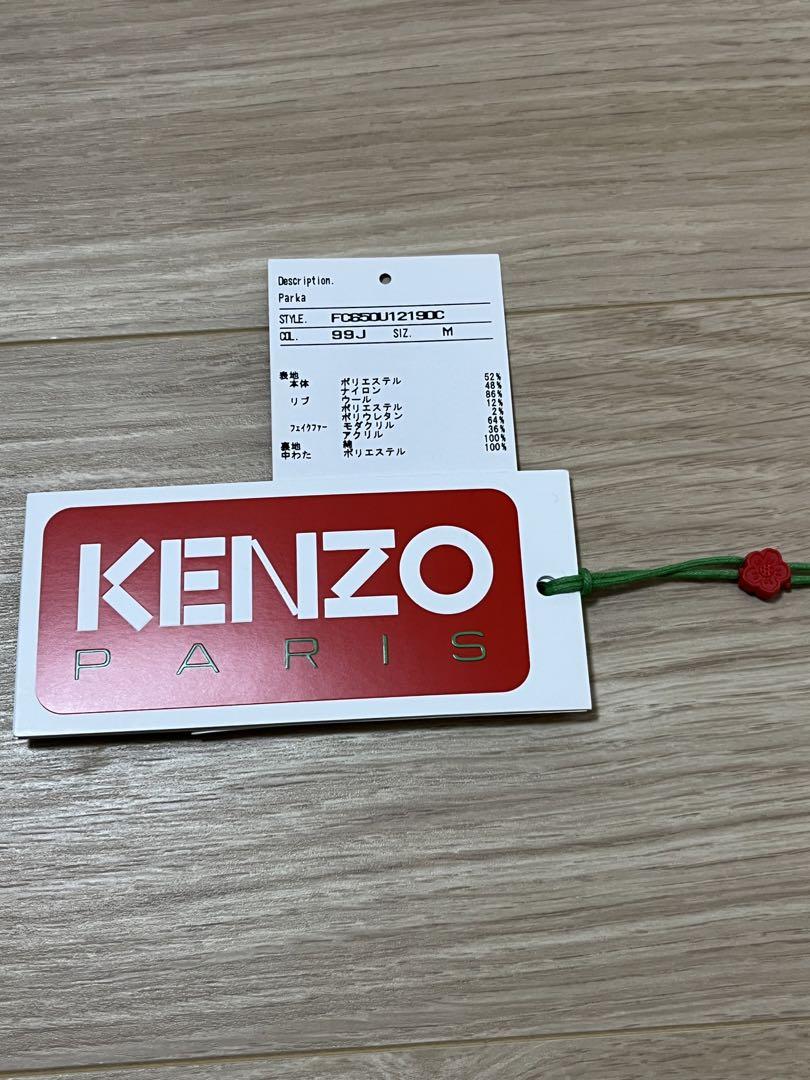 Description.
Parka
STYLE. FC650U12190C
COL. 99J SIZ. M
表地
本体 ポリエステル 52%
ナイロン 48%
リブ ウール 86%
ポリエステル 12%
ポリウレタン 2%
フェイクファー モダクリル 64%
アクリル 36%
裏地 綿 100%
中わた ポリエステル 100%
KENZO
PARIS